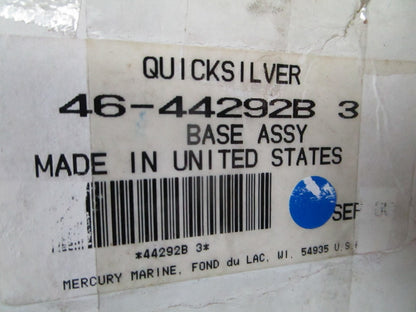 QUICKSILVER
46-44292B 3
BASE ASSY
MADE IN UNITED STATES
SEP
*44292B 3*
MERCURY MARINE, FOND du LAC, WI. 54935 U.S.